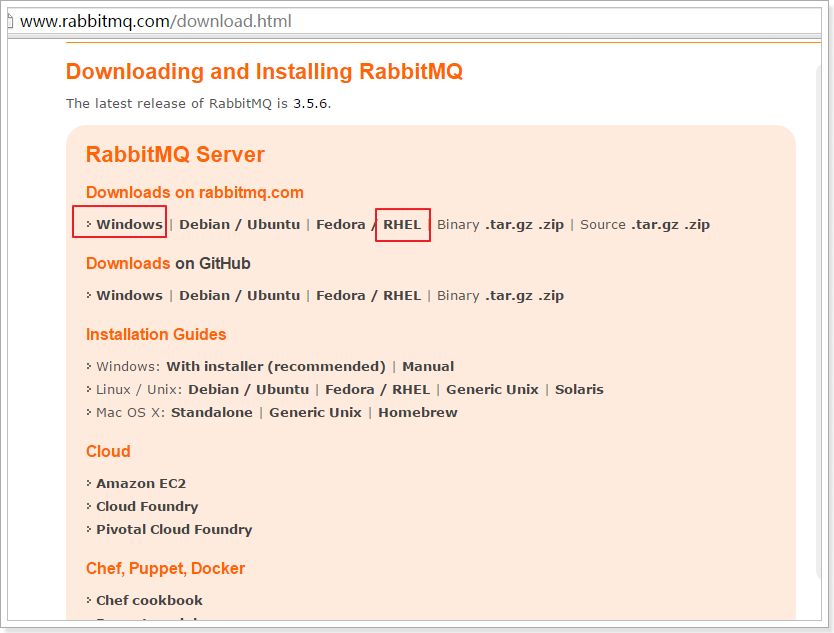 www.rabbitmq.com/download.html
Downloading and Installing RabbitMQ
The latest release of RabbitMQ is 3.5.6.
RabbitMQ Server
Downloads on rabbitmq.com
Windows | Debian / Ubuntu | Fedora / RHEL | Binary .tar.gz .zip | Source .tar.gz .zip
Downloads on GitHub
Windows | Debian / Ubuntu | Fedora / RHEL | Binary .tar.gz .zip
Installation Guides
Windows: With installer (recommended) | Manual
Linux / Unix: Debian / Ubuntu | Fedora / RHEL | Generic Unix | Solaris
Mac OS X: Standalone | Generic Unix | Homebrew
Cloud
Amazon EC2
Cloud Foundry
Pivotal Cloud Foundry
Chef, Puppet, Docker
Chef cookbook